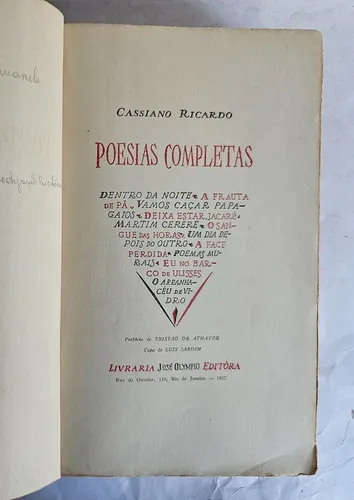 CASSIANO RICARDO
POESIAS COMPLETAS
DENTRO DA NOITE • A FRAUTA
DE PÃ • VAMOS CAÇAR PAPA-
GAIOS • DEIXA ESTAR, JACARÉ •
MARTIM CERERÊ • O SAN-
GUE DAS HORAS • UM DIA DE-
POIS DO OUTRO • A FACE
PERDIDA • POEMAS MU-
RAIS • EU NO BAR-
CO DE ULISSES
O ARRANHA-
CÉU DE VI-
DRO
Prefácio de TRISTÃO DE ATHAYDE
Capa de LUIS JARDIM
LIVRARIA JOSÉ OLYMPIO EDITÔRA
Rua do Ouvidor, 110, Rio de Janeiro — 1957